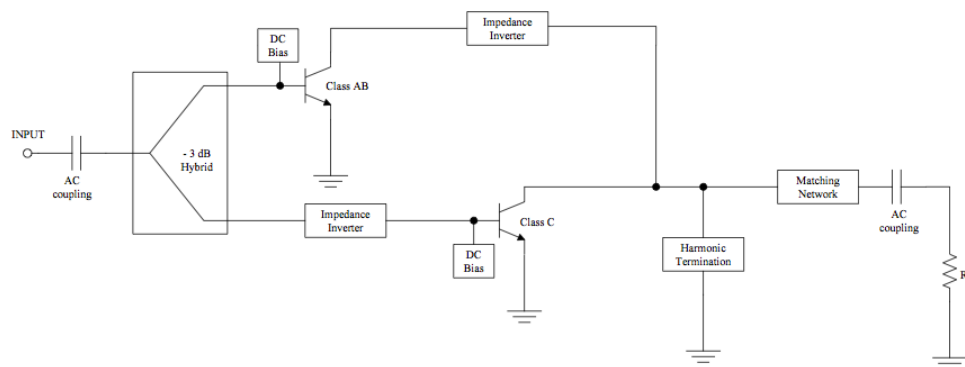 DC
Bias
Impedance
Inverter
Class AB
INPUT
AC
coupling
- 3 dB
Hybrid
Impedance
Inverter
Class C
DC
Bias
Matching
Network
AC
coupling
Harmonic
Termination
R